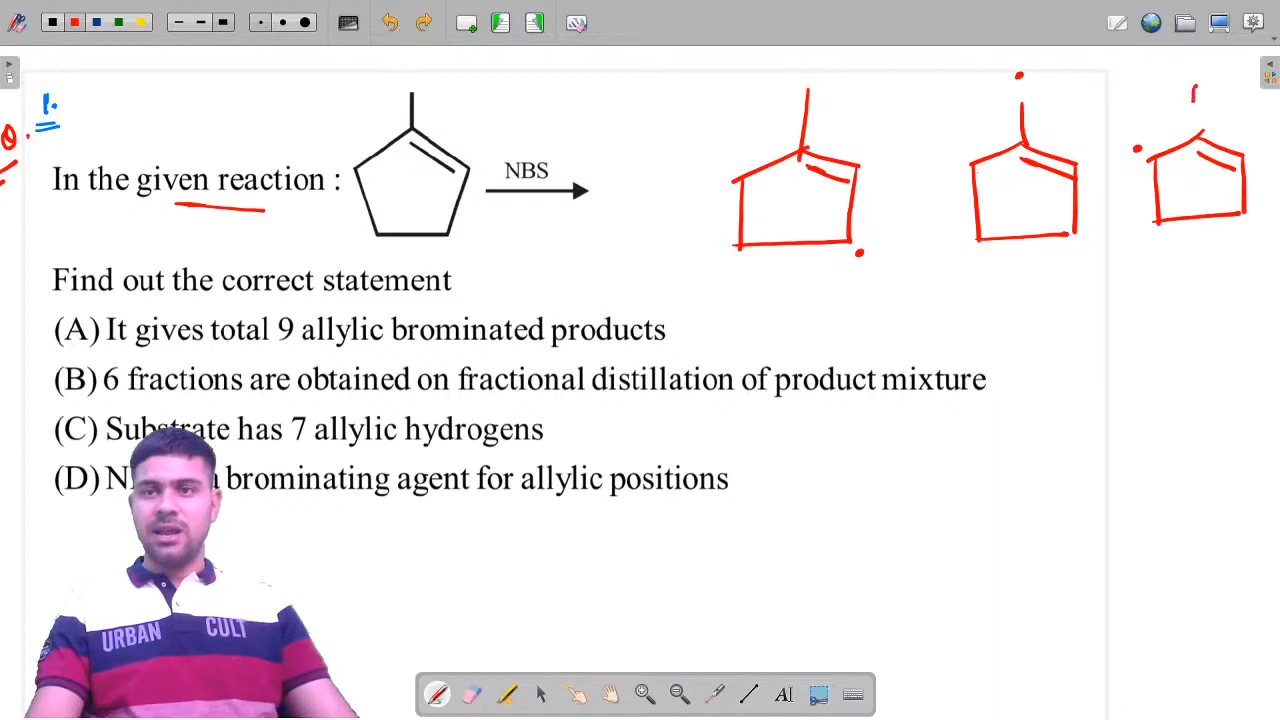 1.
Q.
In the given reaction :
NBS
Find out the correct statement
(A) It gives total 9 allylic brominated products
(B) 6 fractions are obtained on fractional distillation of product mixture
(C) Substrate has 7 allylic hydrogens
(D) brominating agent for allylic positions
URBAN CULT